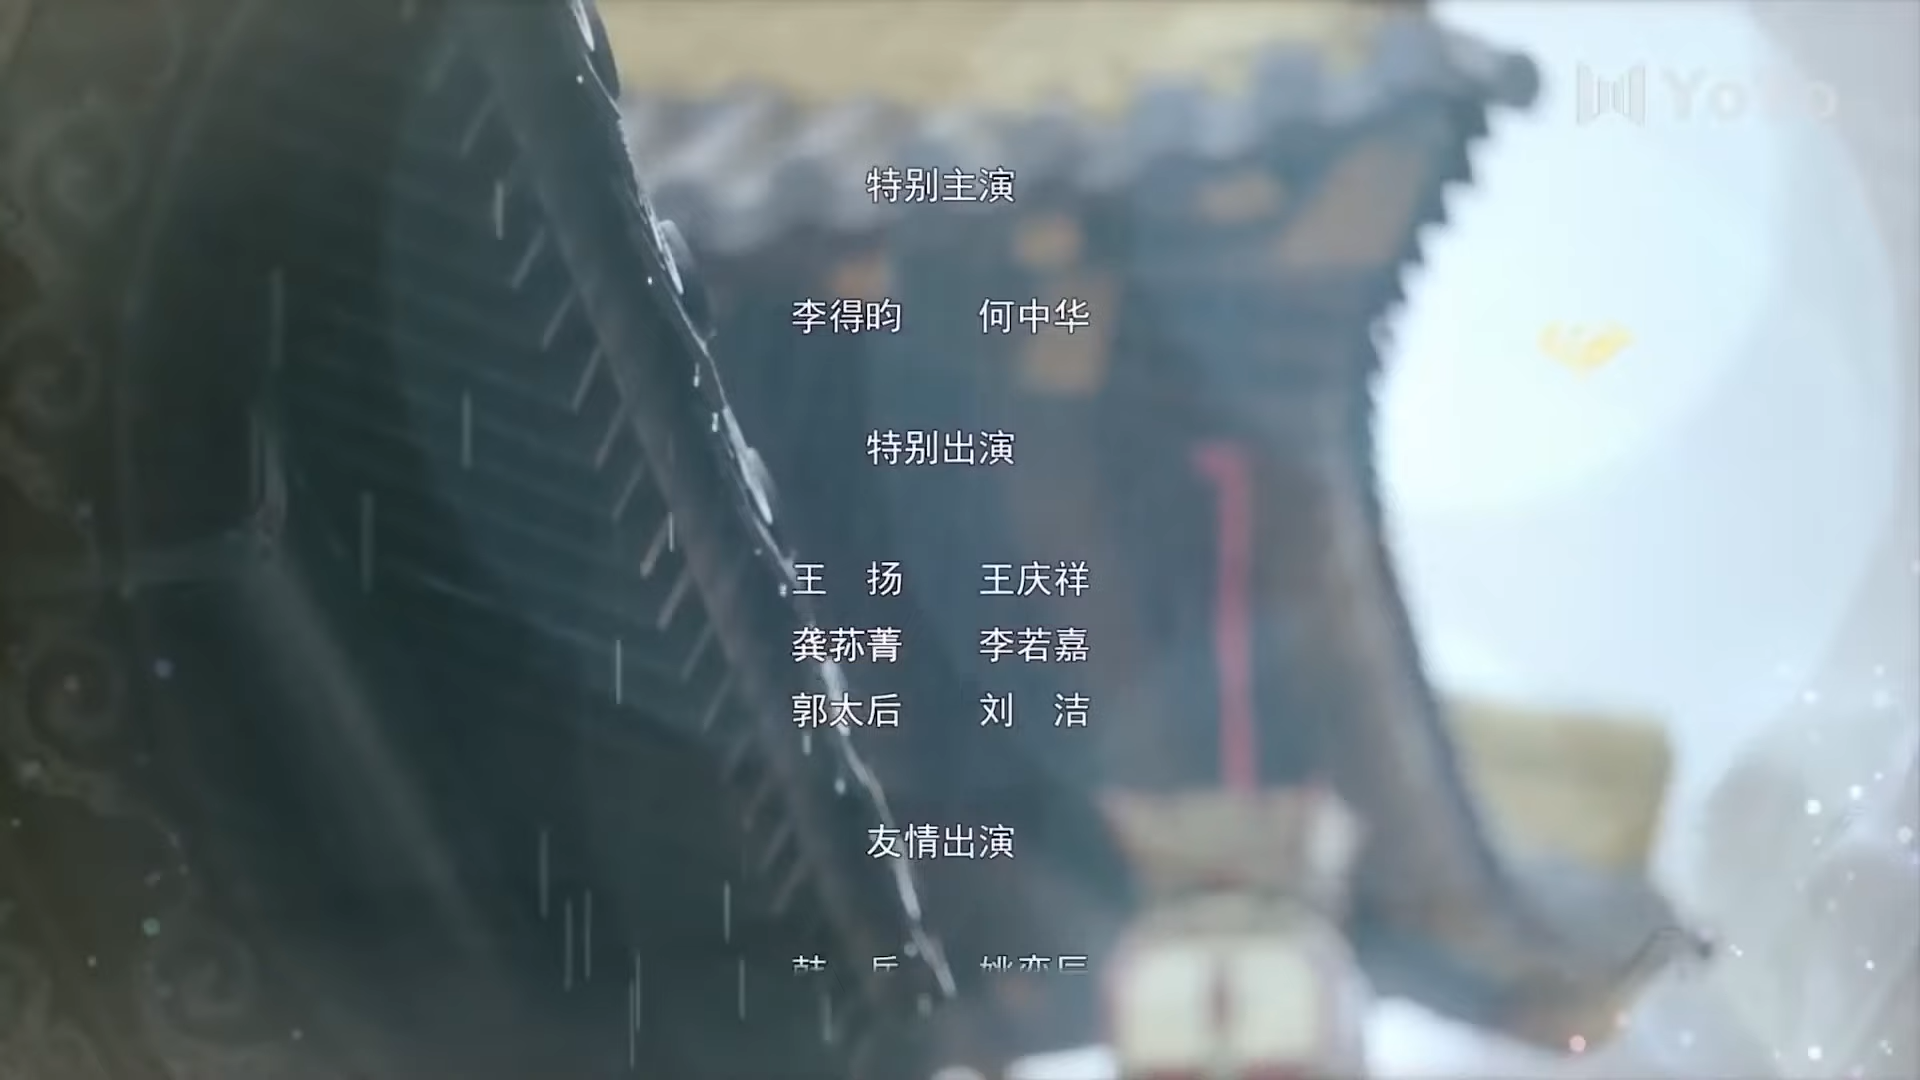 特别主演
李得昀 何中华
特别出演
王 扬 王庆祥
龚荪菁 李若嘉
郭太后 刘 洁
友情出演